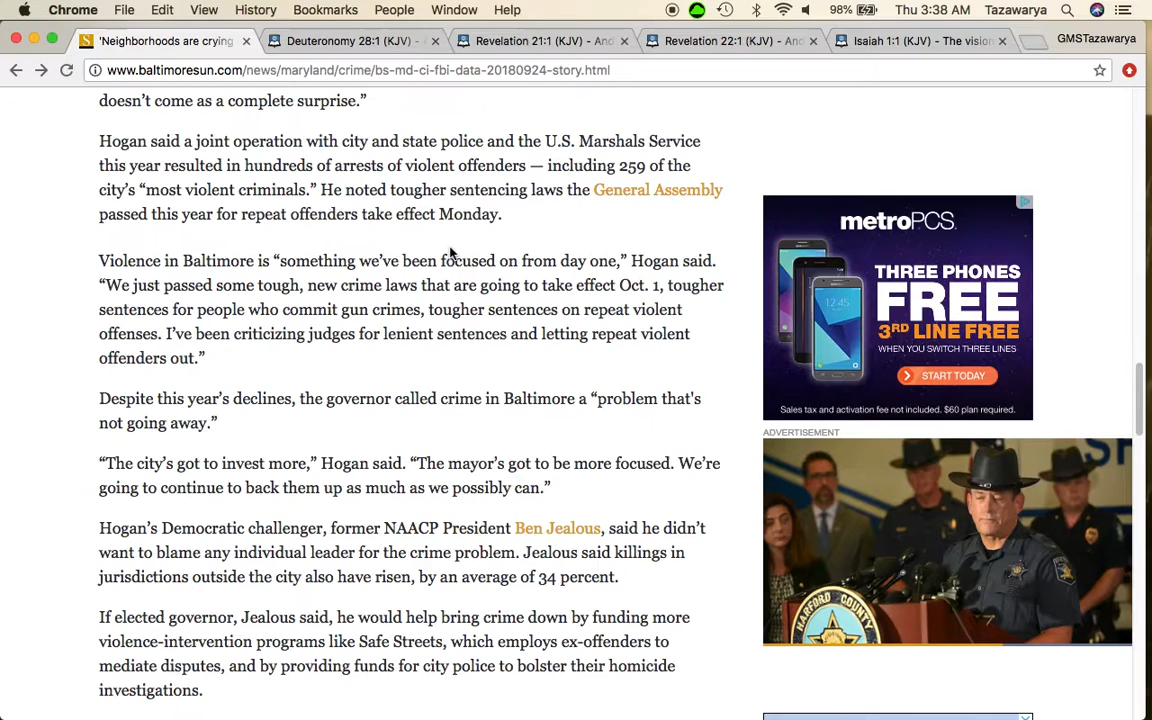 Chrome File Edit View History Bookmarks People Window Help 98% Thu 3:38 AM Tazawarya
'Neighborhoods are crying Deuteronomy 28:1 (KJV) - Revelation 21:1 (KJV) - And Revelation 22:1 (KJV) - And Isaiah 1:1 (KJV) - The vision GMSTazawarya
www.baltimoresun.com/news/maryland/crime/bs-md-ci-fbi-data-20180924-story.html
doesn’t come as a complete surprise.”
Hogan said a joint operation with city and state police and the U.S. Marshals Service
this year resulted in hundreds of arrests of violent offenders — including 259 of the
city’s “most violent criminals.” He noted tougher sentencing laws the General Assembly
passed this year for repeat offenders take effect Monday.
Violence in Baltimore is “something we’ve been focused on from day one,” Hogan said.
“We just passed some tough, new crime laws that are going to take effect Oct. 1, tougher
sentences for people who commit gun crimes, tougher sentences on repeat violent
offenses. I’ve been criticizing judges for lenient sentences and letting repeat violent
offenders out.”
Despite this year’s declines, the governor called crime in Baltimore a “problem that's
not going away.”
“The city’s got to invest more,” Hogan said. “The mayor’s got to be more focused. We’re
going to continue to back them up as much as we possibly can.”
Hogan’s Democratic challenger, former NAACP President Ben Jealous, said he didn’t
want to blame any individual leader for the crime problem. Jealous said killings in
jurisdictions outside the city also have risen, by an average of 34 percent.
If elected governor, Jealous said, he would help bring crime down by funding more
violence-intervention programs like Safe Streets, which employs ex-offenders to
mediate disputes, and by providing funds for city police to bolster their homicide
investigations.
metroPCS.
12:45
THREE PHONES
FREE
3RD LINE FREE
WHEN YOU SWITCH THREE LINES
START TODAY
Sales tax and activation fee not included. $60 plan required.
ADVERTISEMENT
SH
HARFORD COUNTY